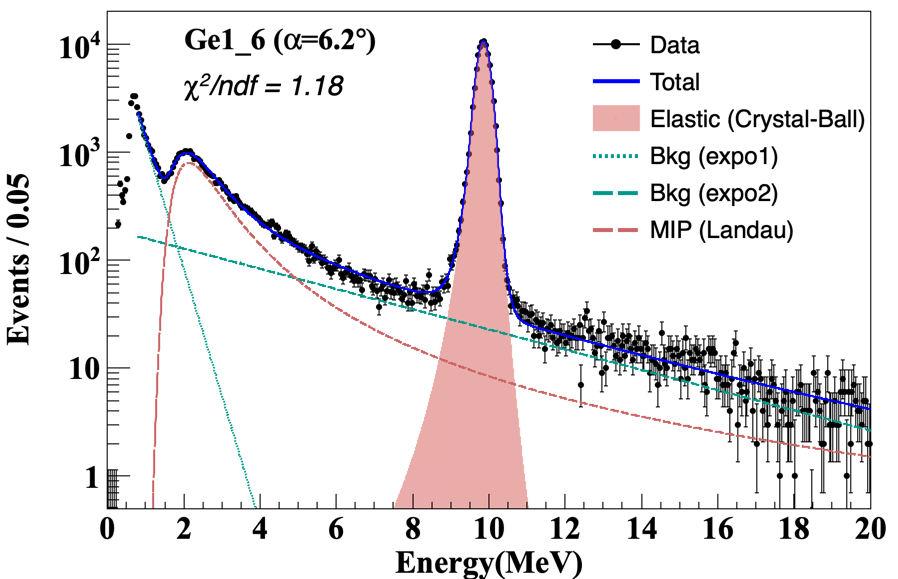 Ge1_6 (α=6.2°)
χ²/ndf = 1.18
Data
Total
Elastic (Crystal-Ball)
Bkg (expo1)
Bkg (expo2)
MIP (Landau)
Events / 0.05
10⁴
10³
10²
10
1
0 2 4 6 8 10 12 14 16 18 20
Energy(MeV)